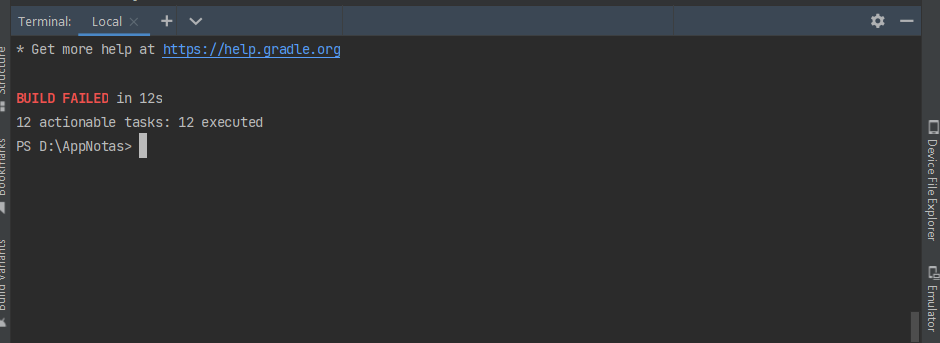 Terminal: Local
* Get more help at https://help.gradle.org
BUILD FAILED in 12s
12 actionable tasks: 12 executed
PS D:\AppNotas>
Structure
Bookmarks
Build Variants
Device File Explorer
Emulator